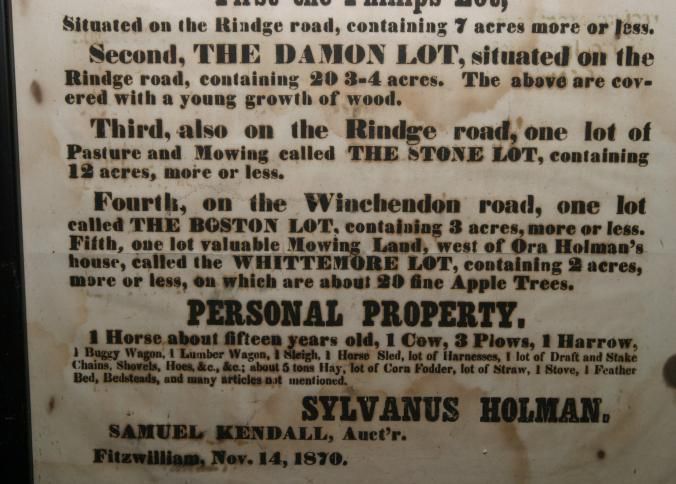 First the Phillips Lot,
Situated on the Rindge road, containing 7 acres more or less.
Second, THE DAMON LOT, situated on the
Rindge road, containing 20 3-4 acres. The above are cov-
ered with a young growth of wood.
Third, also on the Rindge road, one lot of
Pasture and Mowing called THE STONE LOT, containing
12 acres, more or less.
Fourth, on the Winchendon road, one lot
called THE BOSTON LOT, containing 3 acres, more or less.
Fifth, one lot valuable Mowing Land, west of Ora Holman's
house, called the WHITTEMORE LOT, containing 2 acres,
more or less, on which are about 20 fine Apple Trees.
PERSONAL PROPERTY.
1 Horse about fifteen years old, 1 Cow, 3 Plows, 1 Harrow,
1 Buggy Wagon, 1 Lumber Wagon, 1 Sleigh, 1 Horse Sled, lot of Harnesses, 1 lot of Draft and Stake
Chains, Shovels, Hoes, &c., &c.; about 5 tons Hay, lot of Corn Fodder, lot of Straw, 1 Stove, 1 Feather
Bed, Bedsteads, and many articles not mentioned.
SYLVANUS HOLMAN.
SAMUEL KENDALL, Auct'r.
Fitzwilliam, Nov. 14, 1870.